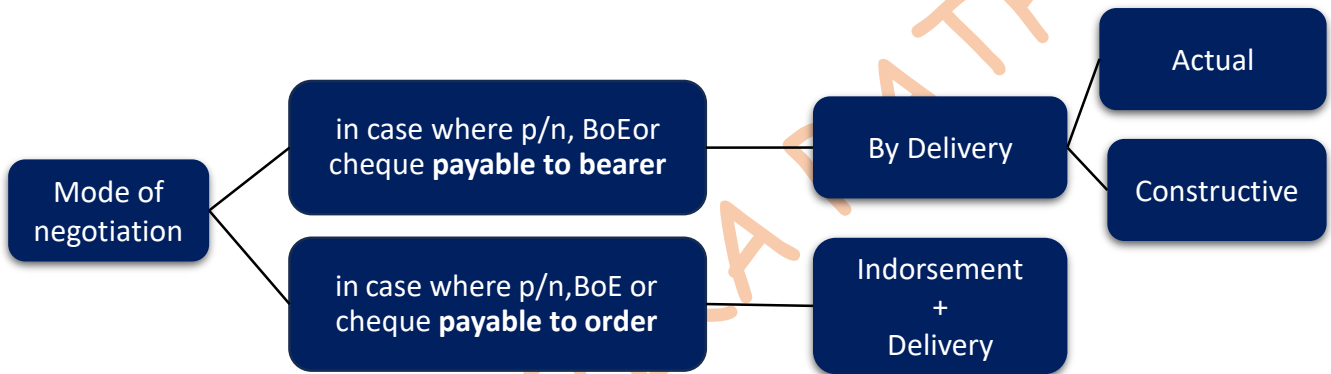 Mode of
negotiation
in case where p/n, BoEor
cheque payable to bearer
By Delivery
Actual
Constructive
in case where p/n,BoE or
cheque payable to order
Indorsement
+
Delivery